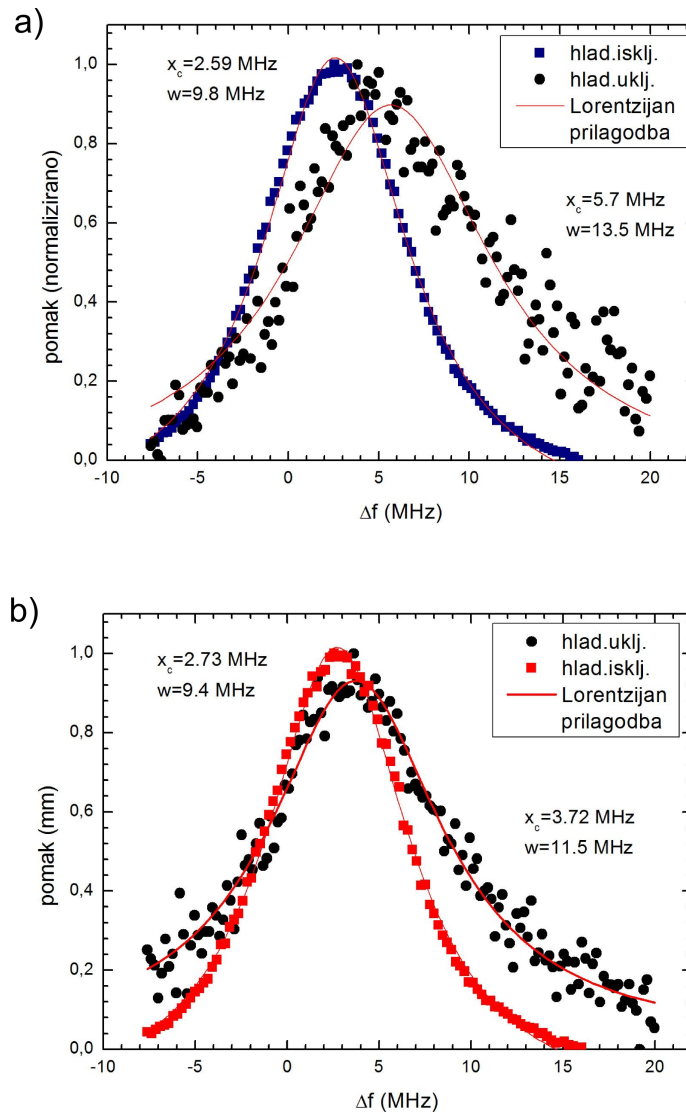 a)
x_c=2.59 MHz
w=9.8 MHz
hlad.isklj.
hlad.uklj.
Lorentzijan
prilagodba
x_c=5.7 MHz
w=13.5 MHz
pomak (normalizirano)
1,0
0,8
0,6
0,4
0,2
0,0
-10 -5 0 5 10 15 20
Δf (MHz)
b)
x_c=2.73 MHz
w=9.4 MHz
hlad.uklj.
hlad.isklj.
Lorentzijan
prilagodba
x_c=3.72 MHz
w=11.5 MHz
pomak (mm)
1,0
0,8
0,6
0,4
0,2
0,0
-10 -5 0 5 10 15 20
Δf (MHz)